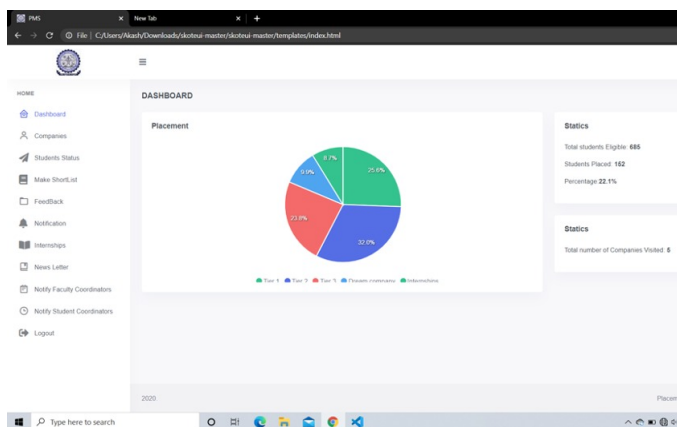 PMS
New Tab
File | C:/Users/Akash/Downloads/skoteui-master/skoteui-master/templates/index.html
HOME
Dashboard
Companies
Students Status
Make ShortList
FeedBack
Notification
Internships
News Letter
Notify Faculty Coordinators
Notify Student Coordinators
Logout
DASHBOARD
Placement
8.7%
25.6%
9.9%
23.8%
32.0%
Tier 1 Tier 2 Tier 3 Dream company Internships
Statics
Total students Eligible: 685
Students Placed: 152
Percentage 22.1%
Statics
Total number of Companies Visited: 5
2020
Placem
Type here to search